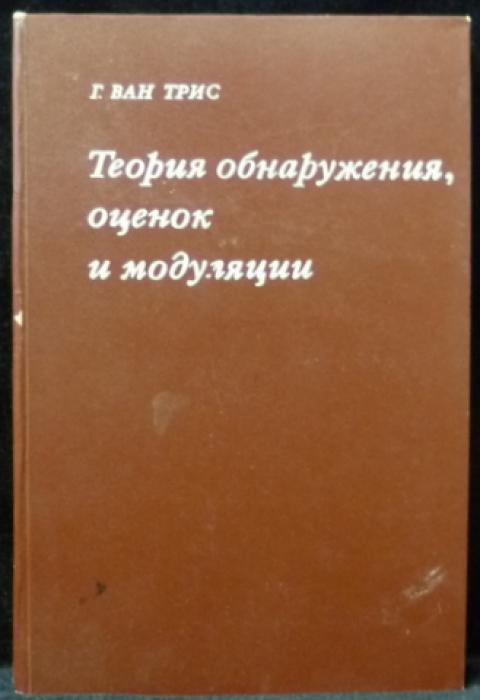 Г. ВАН ТРИС
Теория обнаружения,
оценок
и модуляции